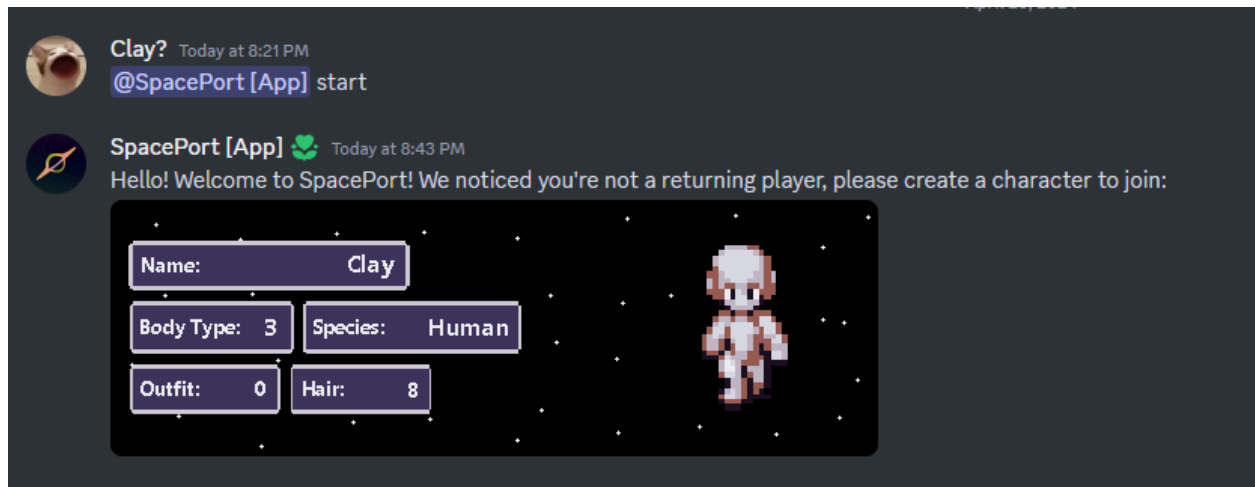 Clay? Today at 8:21 PM
@SpacePort [App] start
SpacePort [App] Today at 8:43 PM
Hello! Welcome to SpacePort! We noticed you're not a returning player, please create a character to join:
Name: Clay
Body Type: 3 Species: Human
Outfit: 0 Hair: 8